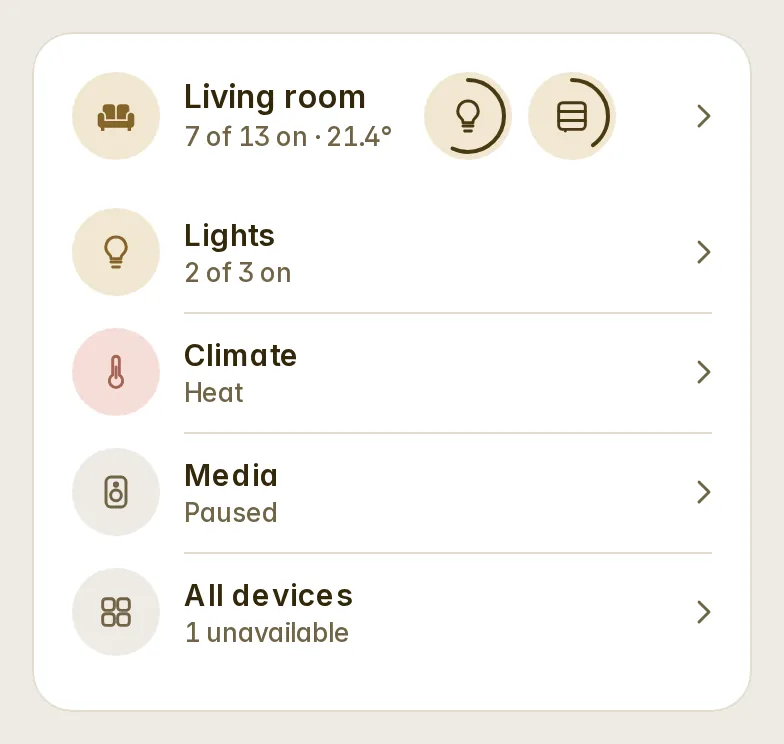 Living room
7 of 13 on · 21.4°
Lights
2 of 3 on
Climate
Heat
Media
Paused
All devices
1 unavailable